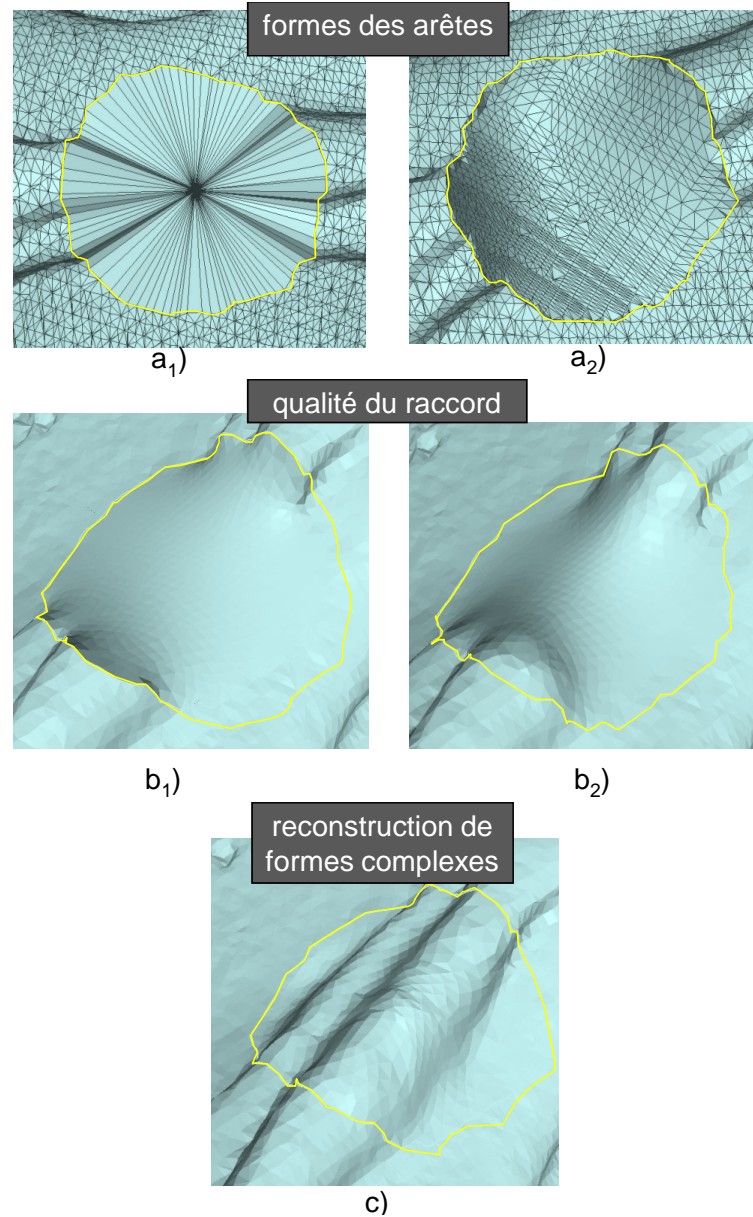 formes des arêtes
a₁)
a₂)
qualité du raccord
b₁)
b₂)
reconstruction de
formes complexes
c)